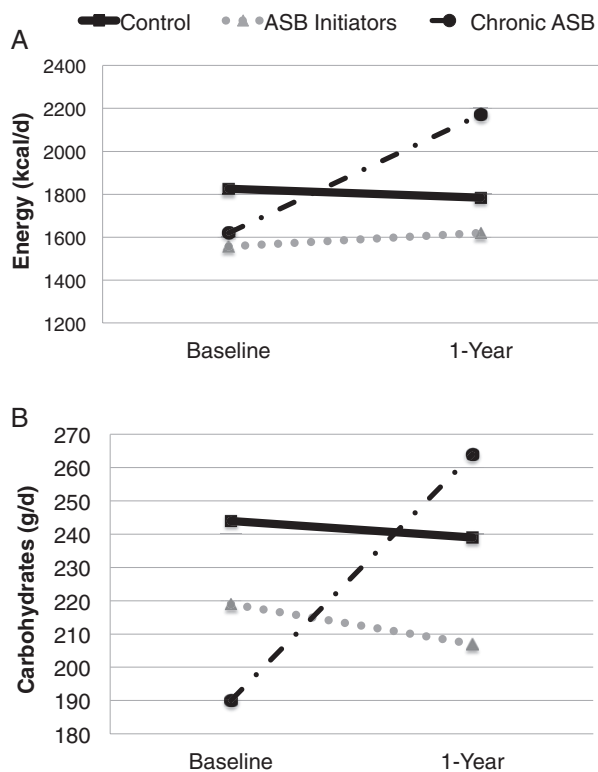 Control ASB Initiators Chronic ASB
A
2400
2200
2000
1800
1600
1400
1200
Energy (kcal/d)
Baseline 1-Year
B
270
260
250
240
230
220
210
200
190
180
Carbohydrates (g/d)
Baseline 1-Year